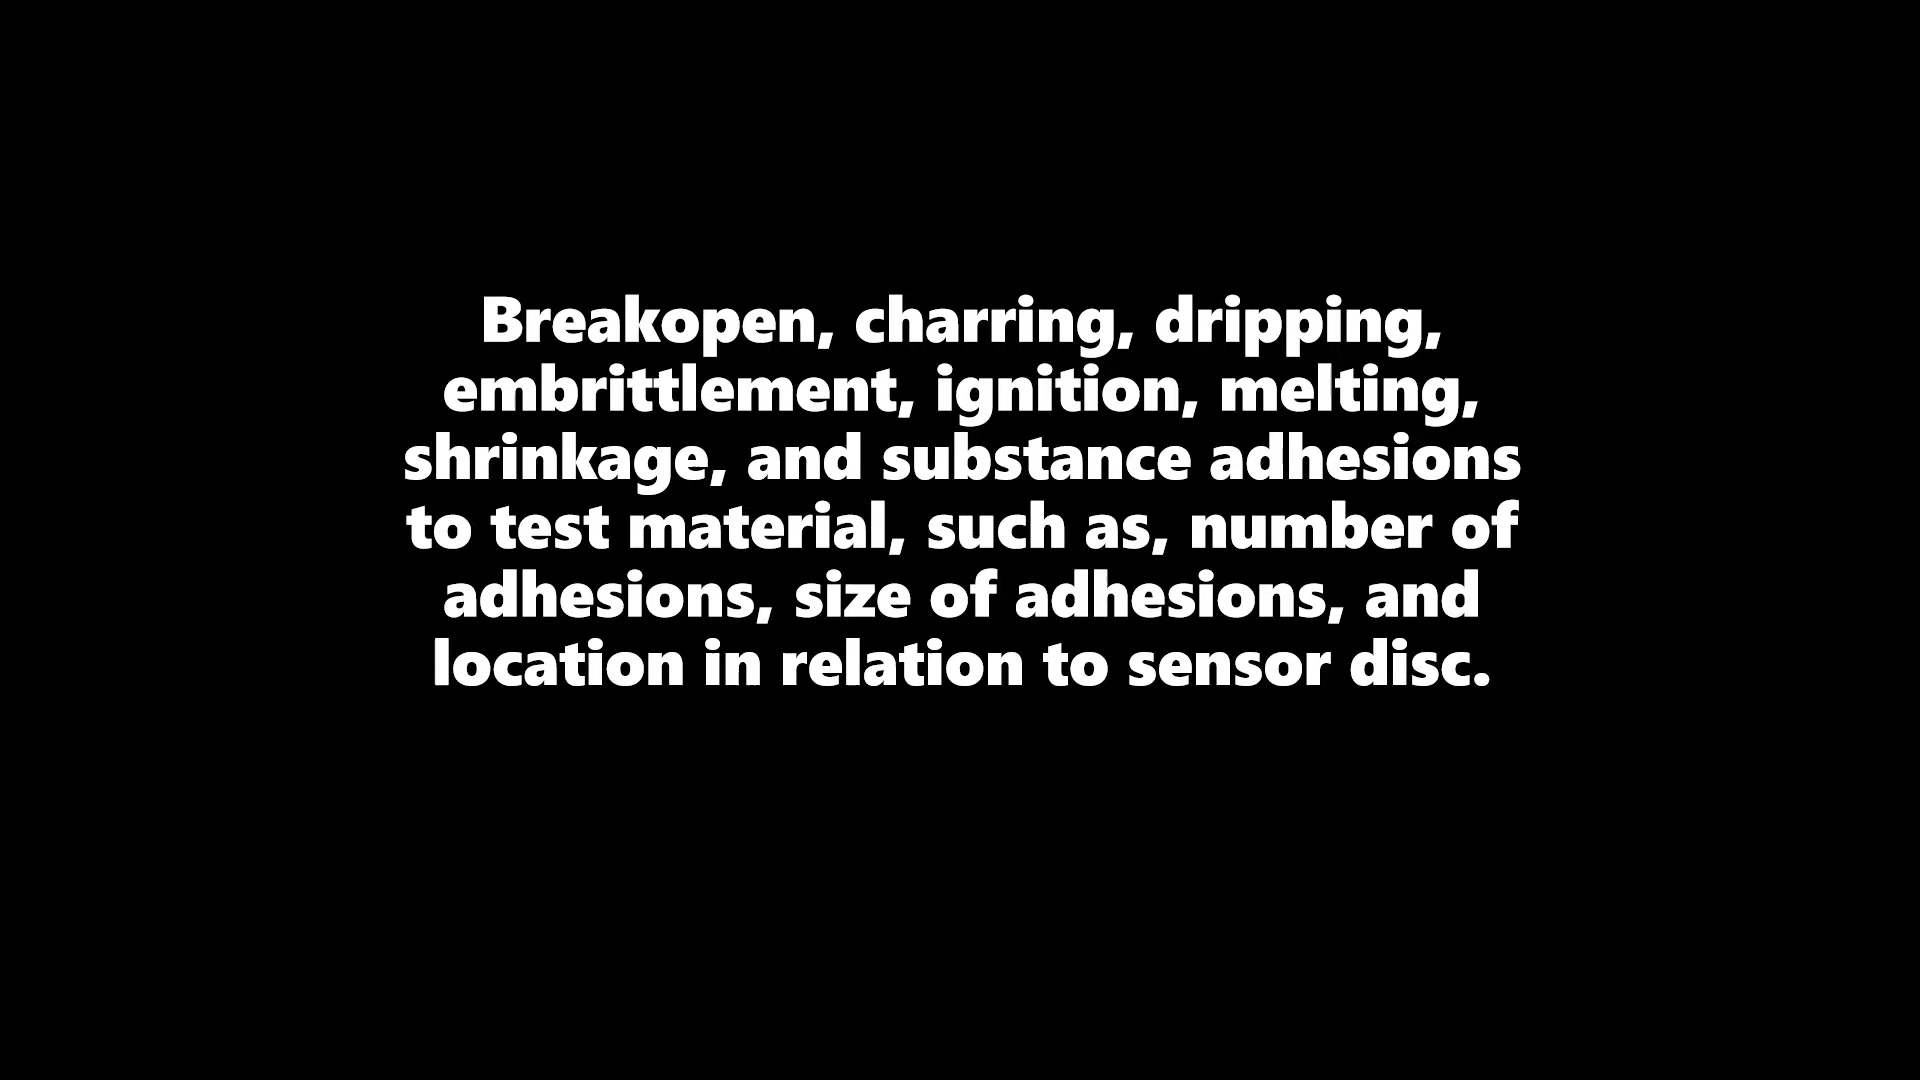 Breakopen, charring, dripping,
embrittlement, ignition, melting,
shrinkage, and substance adhesions
to test material, such as, number of
adhesions, size of adhesions, and
location in relation to sensor disc.